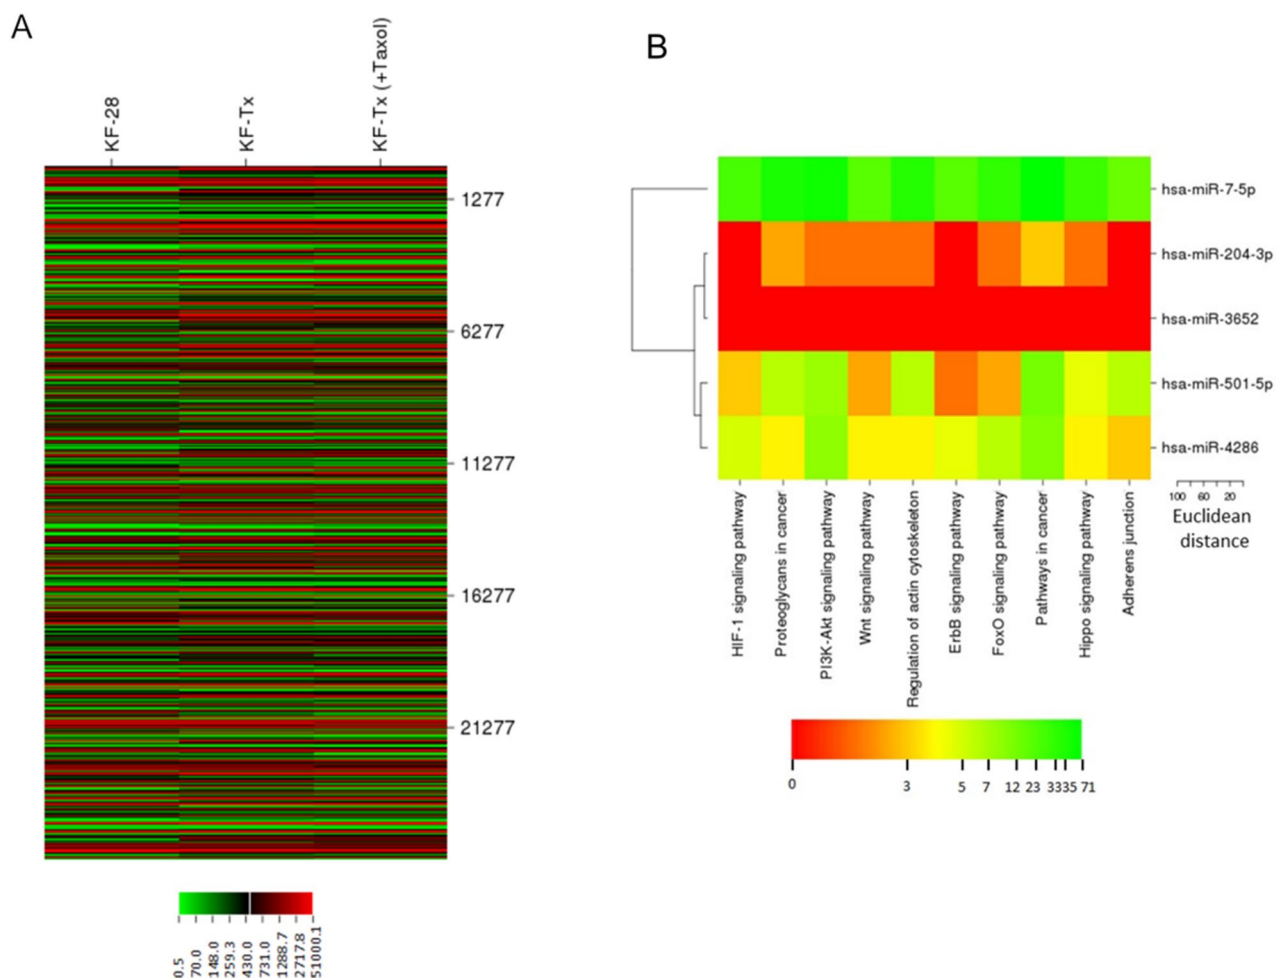 A
KF-28
KF-Tx
KF-Tx (+Taxol)
1277
6277
11277
16277
21277
0.5
70.0
148.0
259.3
430.0
731.0
1288.7
2717.8
51000.1
B
hsa-miR-7-5p
hsa-miR-204-3p
hsa-miR-3652
hsa-miR-501-5p
hsa-miR-4286
HIF-1 signaling pathway
Proteoglycans in cancer
PI3K-Akt signaling pathway
Wnt signaling pathway
Regulation of actin cytoskeleton
ErbB signaling pathway
FoxO signaling pathway
Pathways in cancer
Hippo signaling pathway
Adherens junction
100 60 20
Euclidean
distance
0 3 5 7 12 23 3335 71